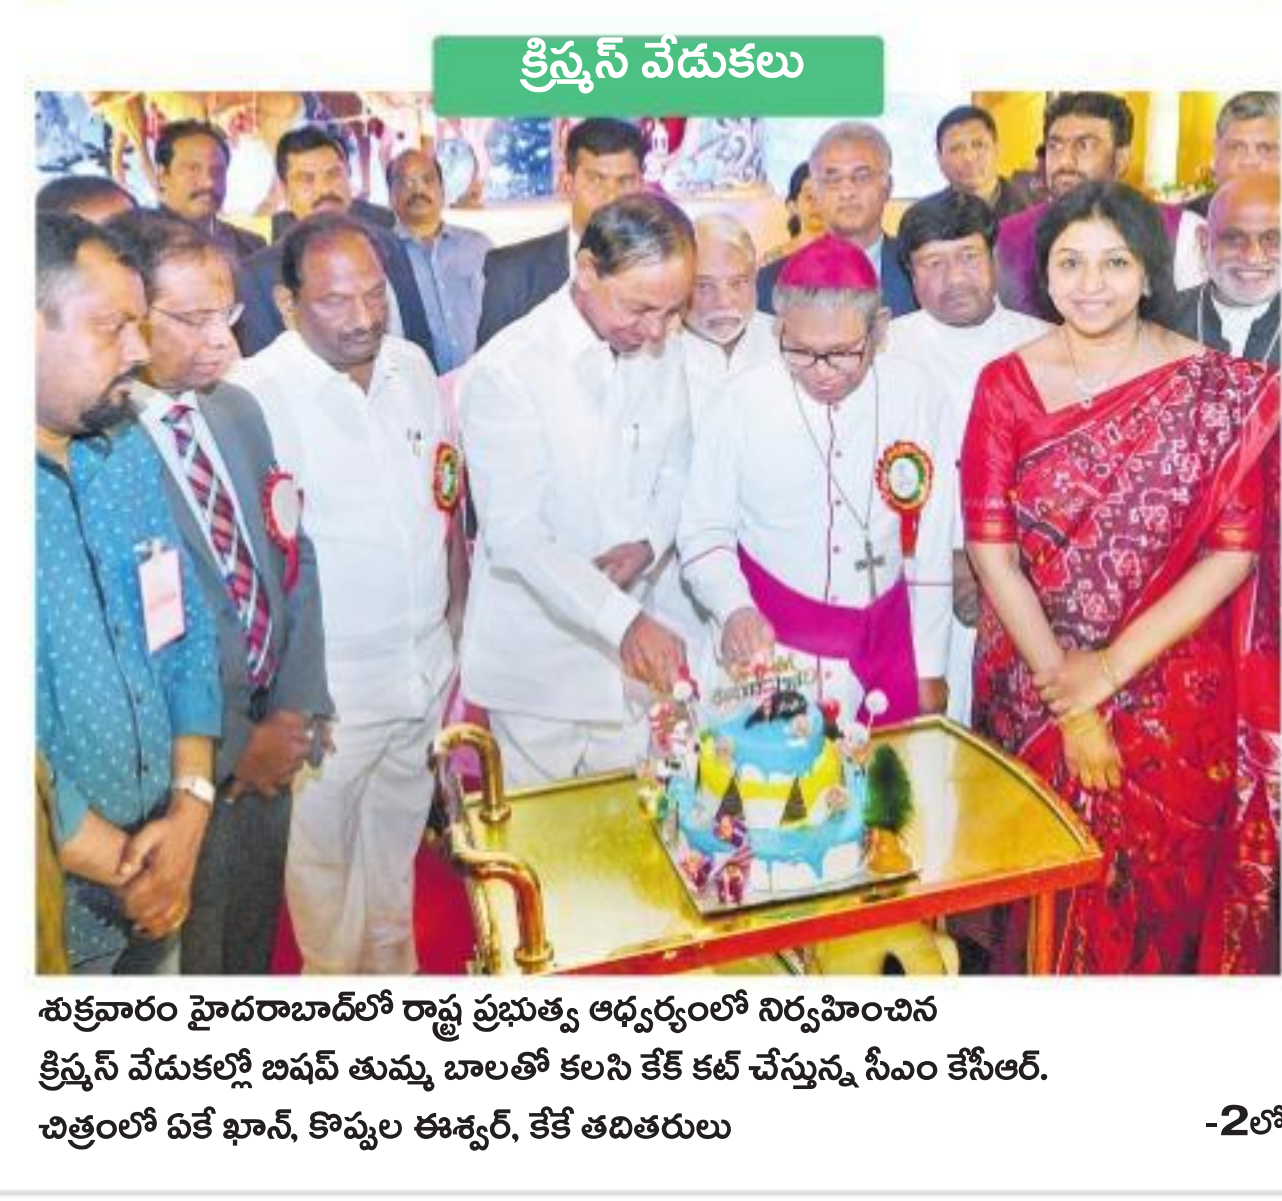 క్రిస్మస్ వేడుకలు
శుక్రవారం హైదరాబాద్‌లో రాష్ట్ర ప్రభుత్వ ఆధ్వర్యంలో నిర్వహించిన
క్రిస్మస్ వేడుకల్లో బిషప్ తుమ్మ బాలతో కలసి కేక్ కట్ చేస్తున్న సీఎం కేసీఆర్.
చిత్రంలో ఏకే ఖాన్, కొప్పుల ఈశ్వర్, కేకే తదితరులు
-2లో